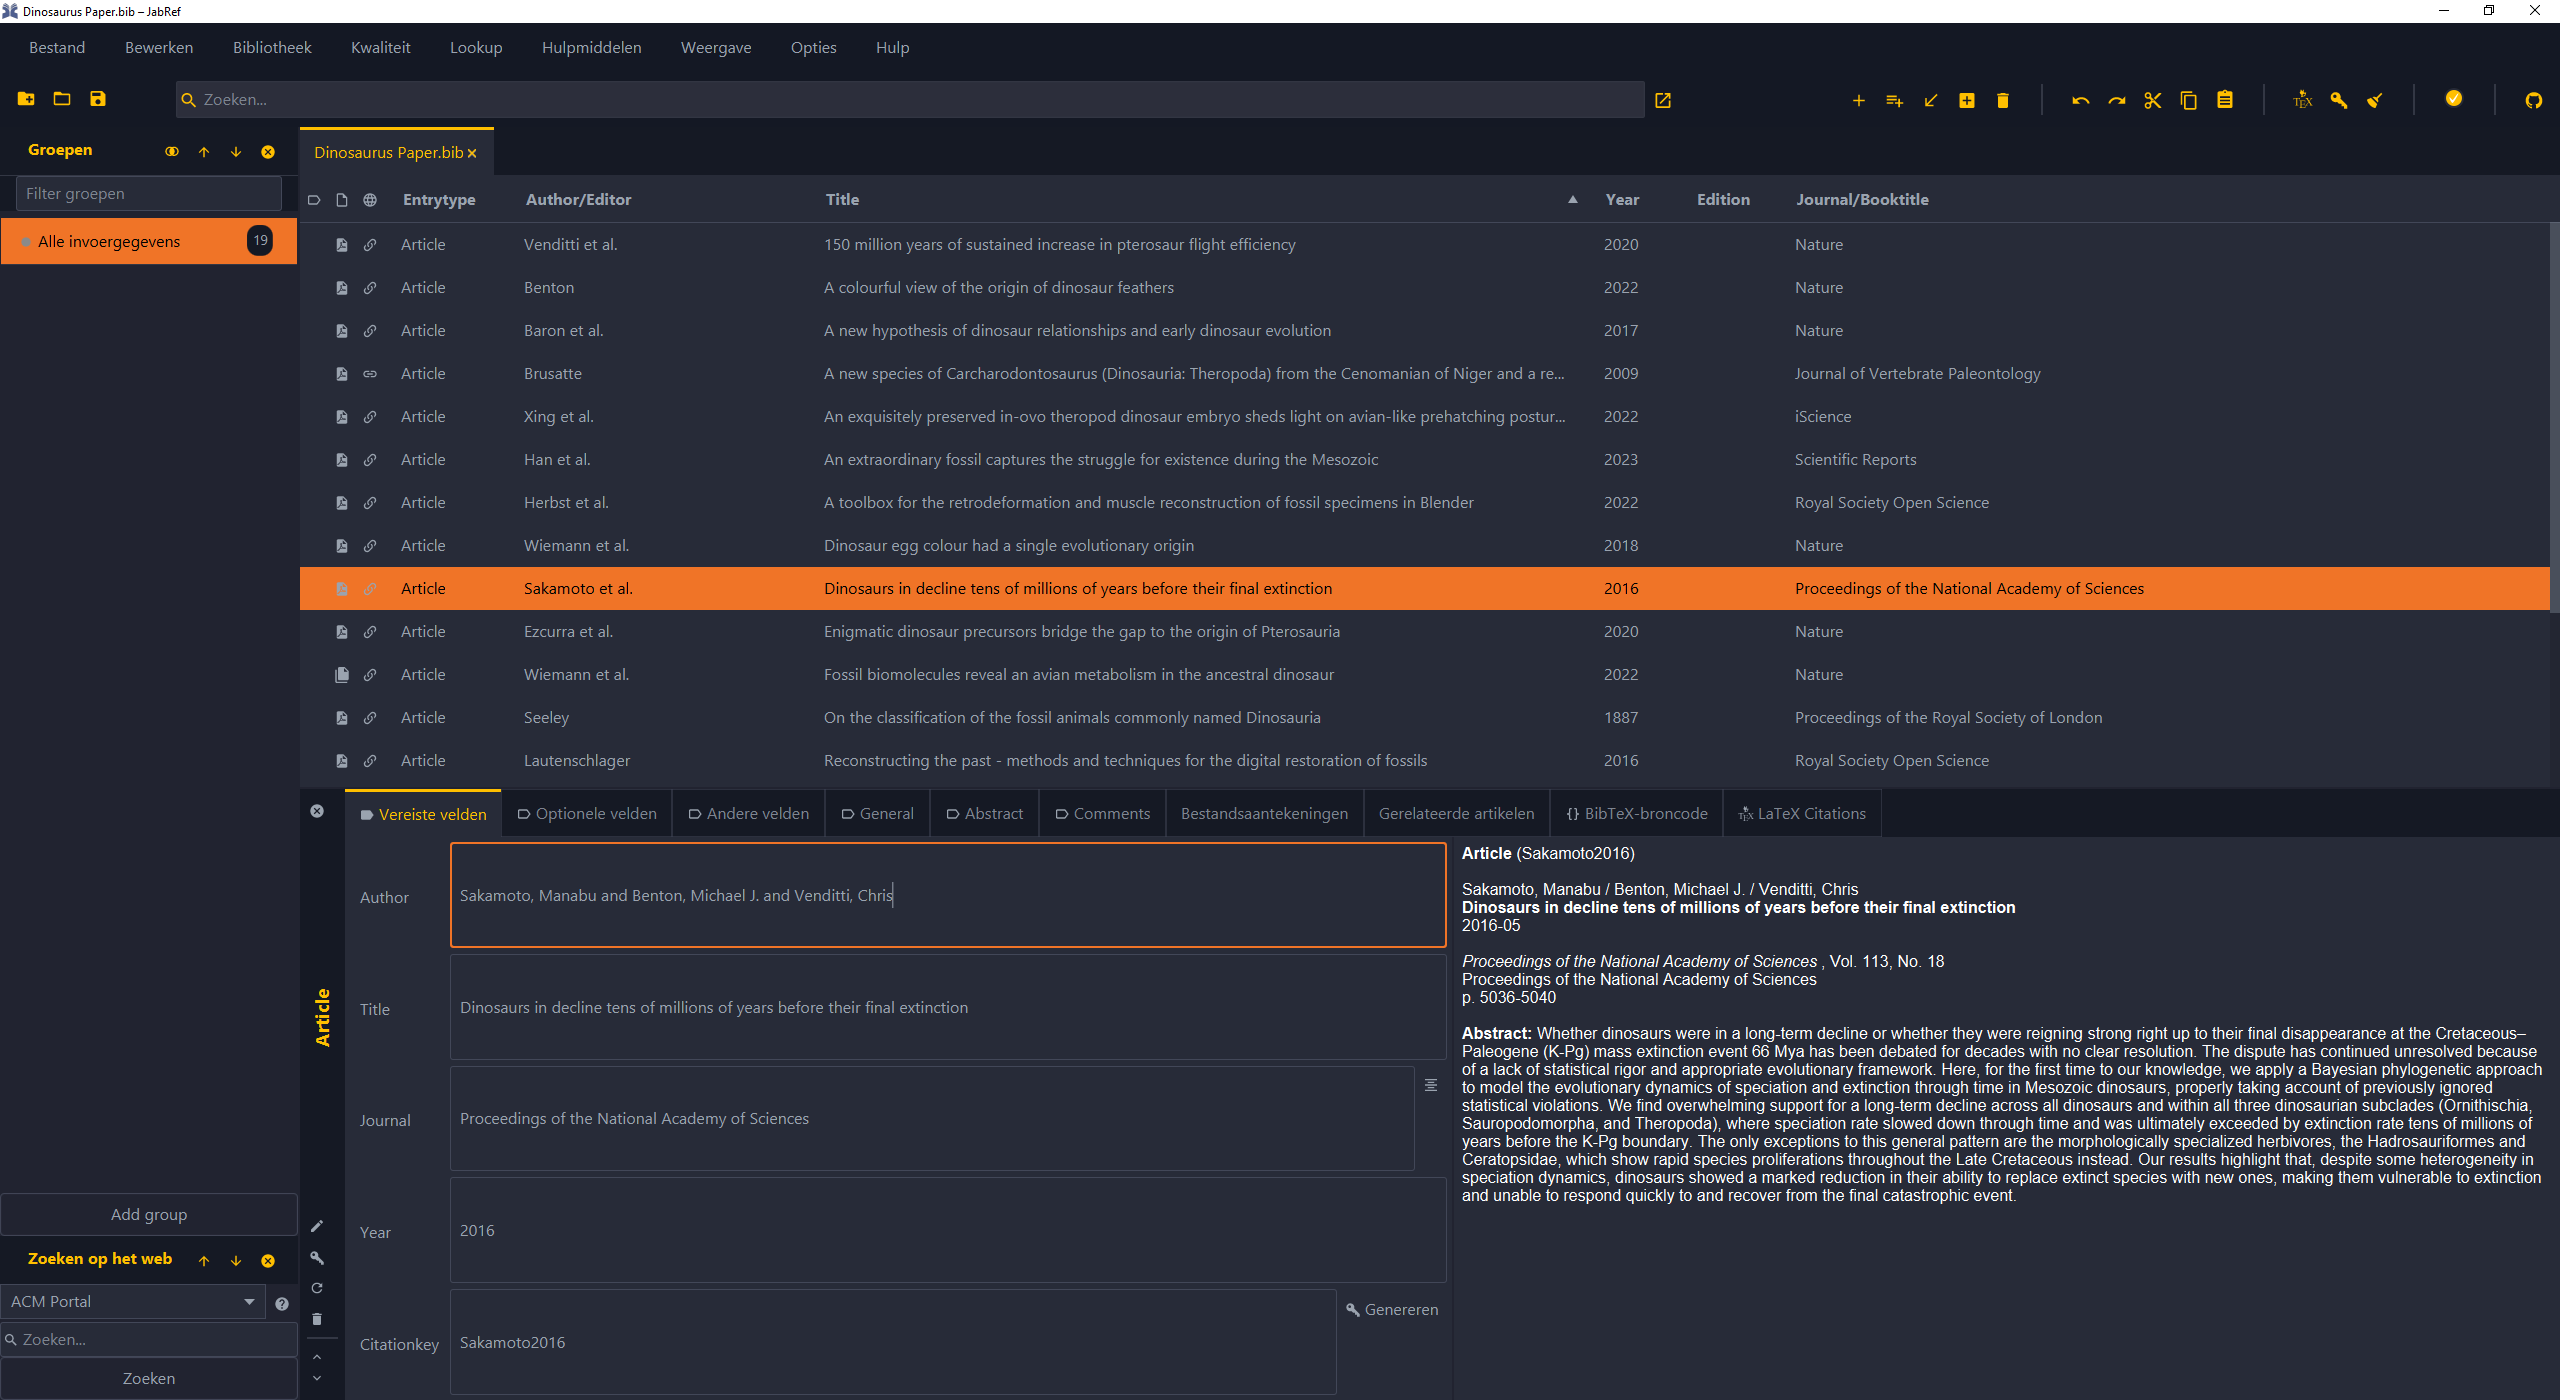 Dinosaurus Paper.bib – JabRef
Bestand Bewerken Bibliotheek Kwaliteit Lookup Hulpmiddelen Weergave Opties Hulp
Zoeken...
Groepen
Filter groepen
Alle invoergegevens 19
Dinosaurus Paper.bib
Entrytype Author/Editor Title Year Edition Journal/Booktitle
Article Venditti et al. 150 million years of sustained increase in pterosaur flight efficiency 2020 Nature
Article Benton A colourful view of the origin of dinosaur feathers 2022 Nature
Article Baron et al. A new hypothesis of dinosaur relationships and early dinosaur evolution 2017 Nature
Article Brusatte A new species of Carcharodontosaurus (Dinosauria: Theropoda) from the Cenomanian of Niger and a re... 2009 Journal of Vertebrate Paleontology
Article Xing et al. An exquisitely preserved in-ovo theropod dinosaur embryo sheds light on avian-like prehatching postur... 2022 iScience
Article Han et al. An extraordinary fossil captures the struggle for existence during the Mesozoic 2023 Scientific Reports
Article Herbst et al. A toolbox for the retrodeformation and muscle reconstruction of fossil specimens in Blender 2022 Royal Society Open Science
Article Wiemann et al. Dinosaur egg colour had a single evolutionary origin 2018 Nature
Article Sakamoto et al. Dinosaurs in decline tens of millions of years before their final extinction 2016 Proceedings of the National Academy of Sciences
Article Ezcurra et al. Enigmatic dinosaur precursors bridge the gap to the origin of Pterosauria 2020 Nature
Article Wiemann et al. Fossil biomolecules reveal an avian metabolism in the ancestral dinosaur 2022 Nature
Article Seeley On the classification of the fossil animals commonly named Dinosauria 1887 Proceedings of the Royal Society of London
Article Lautenschlager Reconstructing the past - methods and techniques for the digital restoration of fossils 2016 Royal Society Open Science
Vereiste velden Optionele velden Andere velden General Abstract Comments Bestandsaantekeningen Gerelateerde artikelen {} BibTeX-broncode TEX LaTeX Citations
Article
Author Sakamoto, Manabu and Benton, Michael J. and Venditti, Chris
Title Dinosaurs in decline tens of millions of years before their final extinction
Journal Proceedings of the National Academy of Sciences
Year 2016
Citationkey Sakamoto2016
Genereren
Article (Sakamoto2016)
Sakamoto, Manabu / Benton, Michael J. / Venditti, Chris
Dinosaurs in decline tens of millions of years before their final extinction
2016-05
Proceedings of the National Academy of Sciences , Vol. 113, No. 18
Proceedings of the National Academy of Sciences
p. 5036-5040
Abstract: Whether dinosaurs were in a long-term decline or whether they were reigning strong right up to their final disappearance at the Cretaceous–
Paleogene (K-Pg) mass extinction event 66 Mya has been debated for decades with no clear resolution. The dispute has continued unresolved because
of a lack of statistical rigor and appropriate evolutionary framework. Here, for the first time to our knowledge, we apply a Bayesian phylogenetic approach
to model the evolutionary dynamics of speciation and extinction through time in Mesozoic dinosaurs, properly taking account of previously ignored
statistical violations. We find overwhelming support for a long-term decline across all dinosaurs and within all three dinosaurian subclades (Ornithischia,
Sauropodomorpha, and Theropoda), where speciation rate slowed down through time and was ultimately exceeded by extinction rate tens of millions of
years before the K-Pg boundary. The only exceptions to this general pattern are the morphologically specialized herbivores, the Hadrosauriformes and
Ceratopsidae, which show rapid species proliferations throughout the Late Cretaceous instead. Our results highlight that, despite some heterogeneity in
speciation dynamics, dinosaurs showed a marked reduction in their ability to replace extinct species with new ones, making them vulnerable to extinction
and unable to respond quickly to and recover from the final catastrophic event.
Add group
Zoeken op het web
ACM Portal
Zoeken...
Zoeken